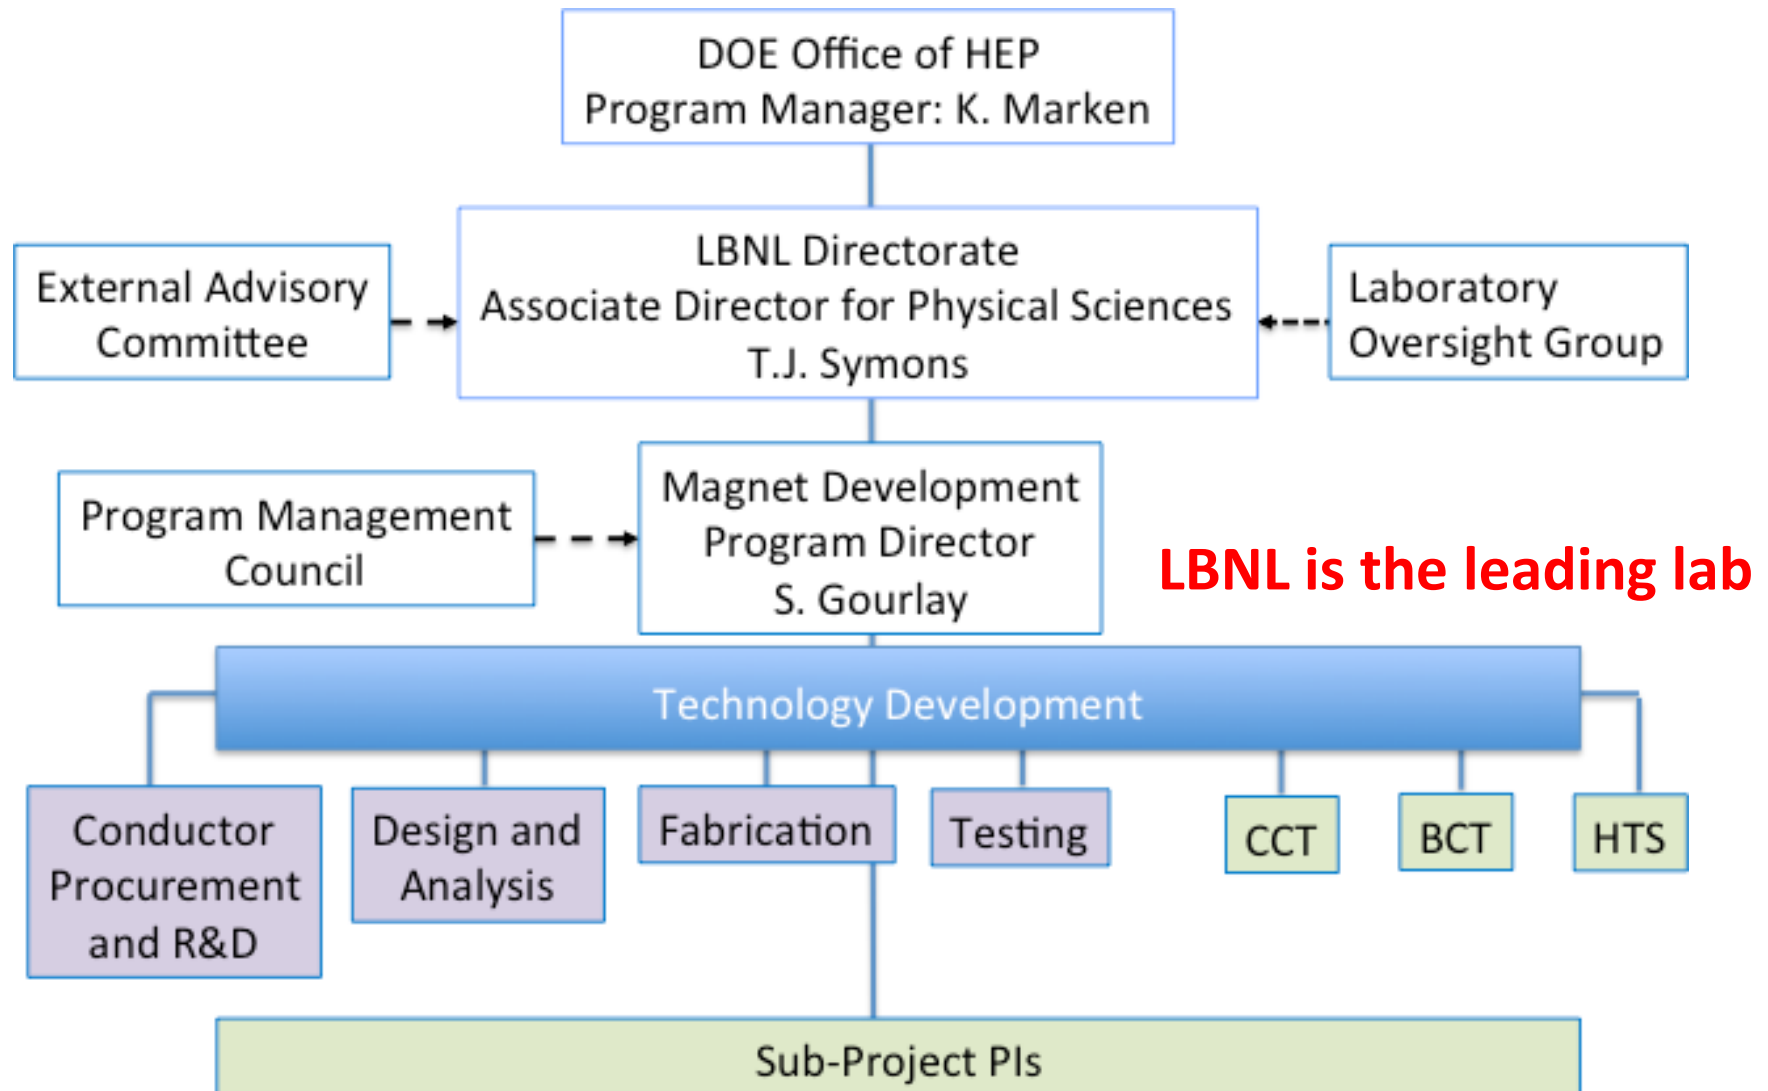 DOE Office of HEP
Program Manager: K. Marken
LBNL Directorate
Associate Director for Physical Sciences
T.J. Symons
External Advisory
Committee
Laboratory
Oversight Group
Magnet Development
Program Director
S. Gourlay
Program Management
Council
LBNL is the leading lab
Technology Development
Conductor
Procurement
and R&D
Design and
Analysis
Fabrication
Testing
CCT
BCT
HTS
Sub-Project PIs